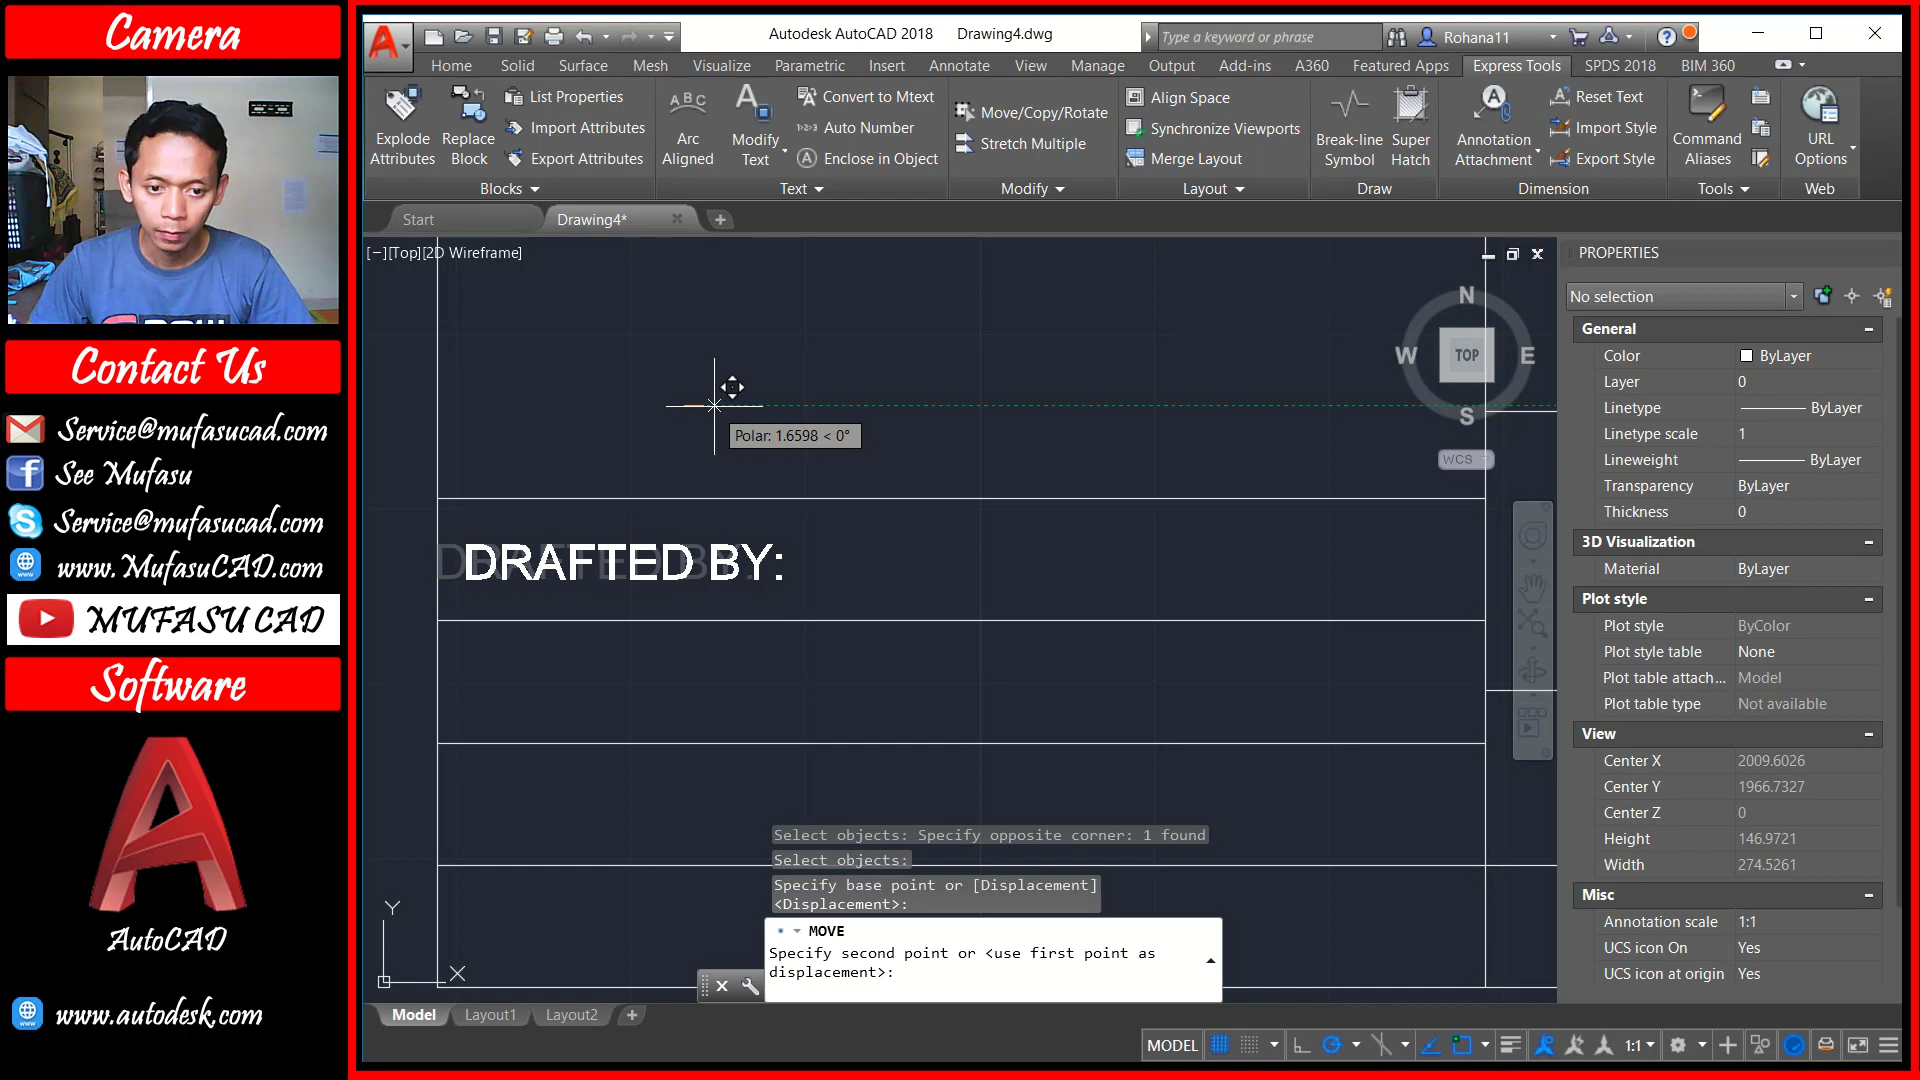 Camera
Contact Us
Service@mufasucad.com
See Mufasu
Service@mufasucad.com
www.MufasuCAD.com
MUFASU CAD
Software
AutoCAD
www.autodesk.com
Autodesk AutoCAD 2018 Drawing4.dwg
Type a keyword or phrase
Rohana11
Home Solid Surface Mesh Visualize Parametric Insert Annotate View Manage Output Add-ins A360 Featured Apps Express Tools SPDS 2018 BIM 360
Explode Attributes
Replace Block
List Properties
Import Attributes
Export Attributes
Blocks
Arc Aligned
Modify Text
Convert to Mtext
Auto Number
Enclose in Object
Text
Move/Copy/Rotate
Stretch Multiple
Modify
Align Space
Synchronize Viewports
Merge Layout
Layout
Break-line Symbol
Super Hatch
Draw
Annotation Attachment
Reset Text
Import Style
Export Style
Dimension
Command Aliases
Tools
URL Options
Web
Start
Drawing4*
[−][Top][2D Wireframe]
N
W TOP E
S
WCS
Polar: 1.6598 < 0°
DRAFTED BY:
Y
X
Select objects: Specify opposite corner: 1 found
Select objects:
Specify base point or [Displacement]
<Displacement>:
MOVE
Specify second point or <use first point as
displacement>:
Model Layout1 Layout2
MODEL
1:1
PROPERTIES
No selection
General
Color ByLayer
Layer 0
Linetype ByLayer
Linetype scale 1
Lineweight ByLayer
Transparency ByLayer
Thickness 0
3D Visualization
Material ByLayer
Plot style
Plot style ByColor
Plot style table None
Plot table attach... Model
Plot table type Not available
View
Center X 2009.6026
Center Y 1966.7327
Center Z 0
Height 146.9721
Width 274.5261
Misc
Annotation scale 1:1
UCS icon On Yes
UCS icon at origin Yes